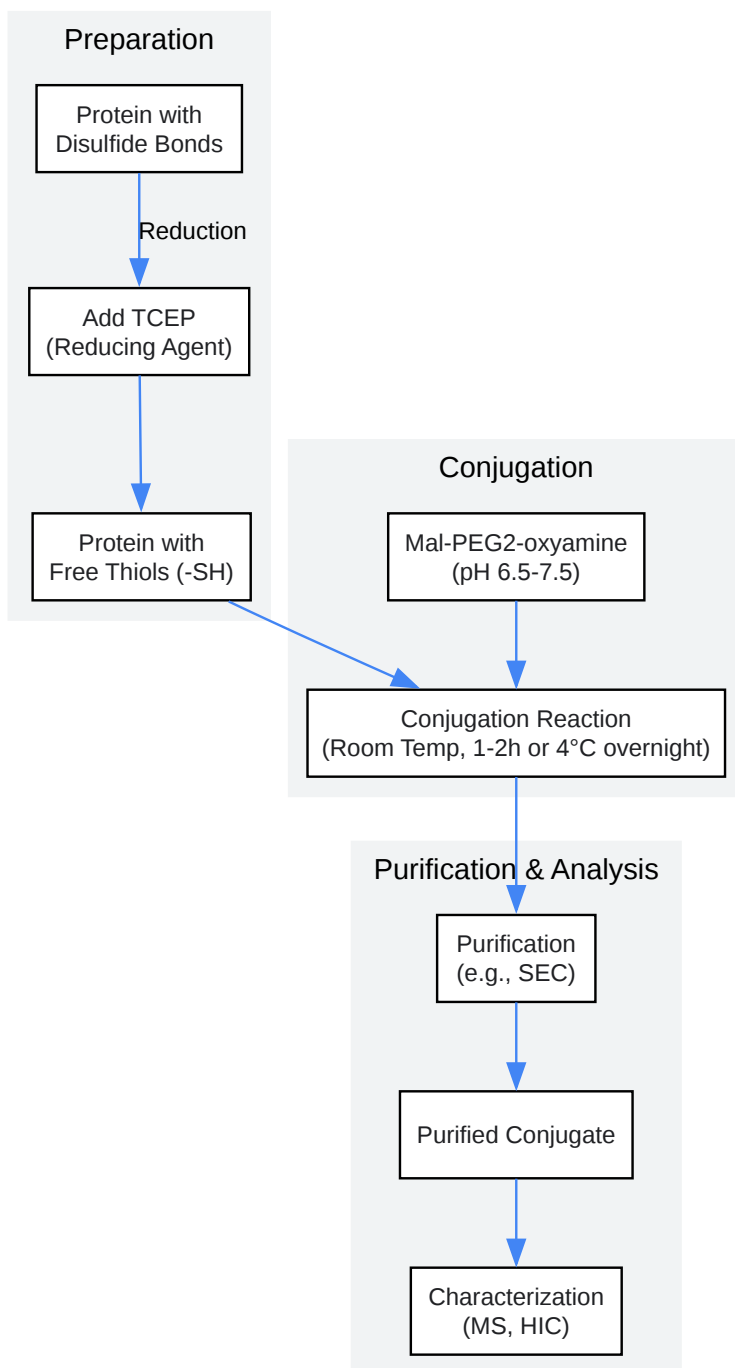 Preparation
Protein with
Disulfide Bonds
Reduction
Add TCEP
(Reducing Agent)
Protein with
Free Thiols (-SH)
Conjugation
Mal-PEG2-oxyamine
(pH 6.5-7.5)
Conjugation Reaction
(Room Temp, 1-2h or 4°C overnight)
Purification & Analysis
Purification
(e.g., SEC)
Purified Conjugate
Characterization
(MS, HIC)